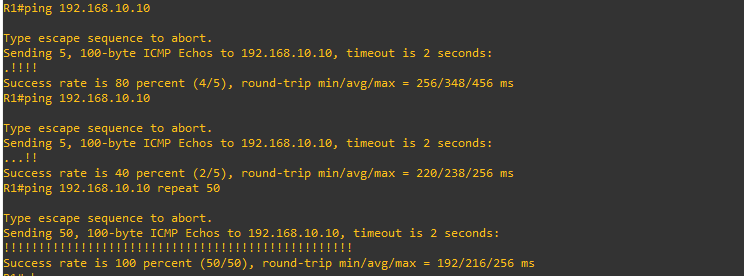 R1#ping 192.168.10.10
Type escape sequence to abort.
Sending 5, 100-byte ICMP Echos to 192.168.10.10, timeout is 2 seconds:
.!!!!
Success rate is 80 percent (4/5), round-trip min/avg/max = 256/348/456 ms
R1#ping 192.168.10.10
Type escape sequence to abort.
Sending 5, 100-byte ICMP Echos to 192.168.10.10, timeout is 2 seconds:
...!!
Success rate is 40 percent (2/5), round-trip min/avg/max = 220/238/256 ms
R1#ping 192.168.10.10 repeat 50
Type escape sequence to abort.
Sending 50, 100-byte ICMP Echos to 192.168.10.10, timeout is 2 seconds:
!!!!!!!!!!!!!!!!!!!!!!!!!!!!!!!!!!!!!!!!!!!!!!!!!!
Success rate is 100 percent (50/50), round-trip min/avg/max = 192/216/256 ms